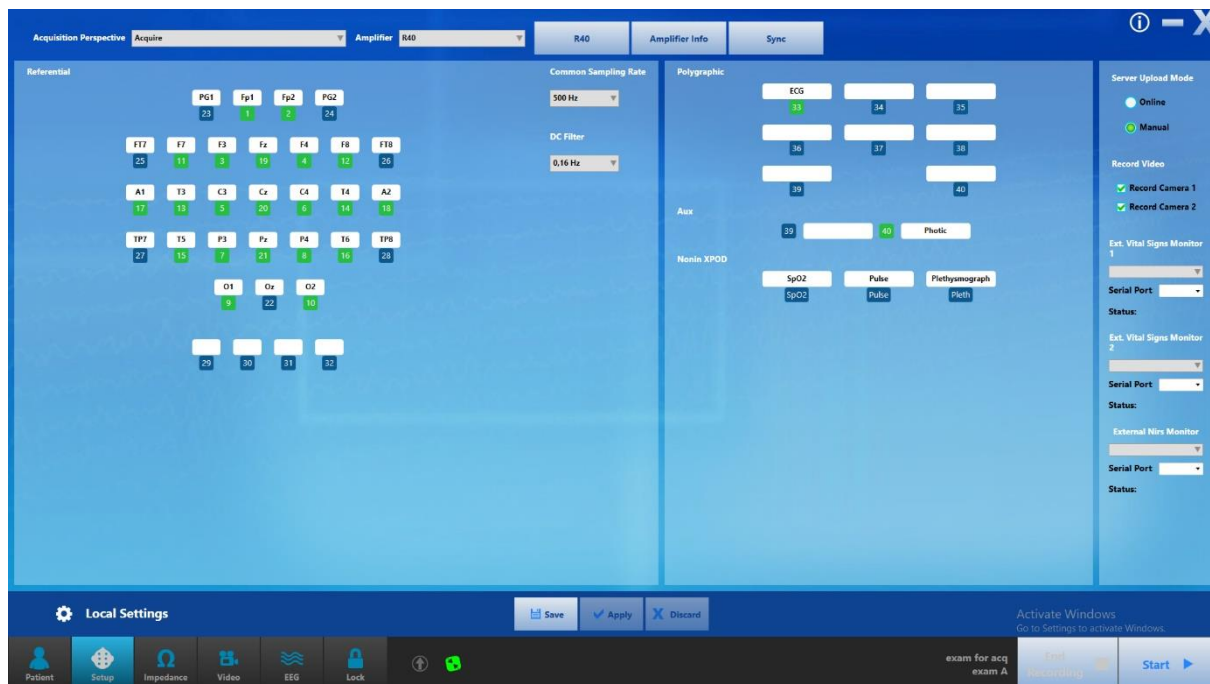 Acquisition Perspective Acquire Amplifier R40 R40 Amplifier Info Sync
Referential
PG1 Fp1 Fp2 PG2
23 1 2 24
FT7 F7 F3 Fz F4 F8 FT8
25 11 3 19 4 12 26
A1 T3 C3 Cz C4 T4 A2
17 13 5 20 6 14 18
TP7 T5 P3 Pz P4 T6 TP8
27 15 7 21 8 16 28
O1 Oz O2
9 22 10
29 30 31 32
Common Sampling Rate
500 Hz
DC Filter
0,16 Hz
Polygraphic
ECG
33 34 35
36 37 38
39 40
Aux
39 40 Photic
Nonin XPOD
SpO2 Pulse Plethysmograph
SpO2 Pulse Pleth
Server Upload Mode
Online
Manual
Record Video
Record Camera 1
Record Camera 2
Ext. Vital Signs Monitor
1
Serial Port
Status:
Ext. Vital Signs Monitor
2
Serial Port
Status:
External Nirs Monitor
Serial Port
Status:
Local Settings
Save Apply Discard
Activate Windows
Go to Settings to activate Windows.
Patient Setup Impedance Video EEG Lock
exam for acq
exam A
End
Recording
Start